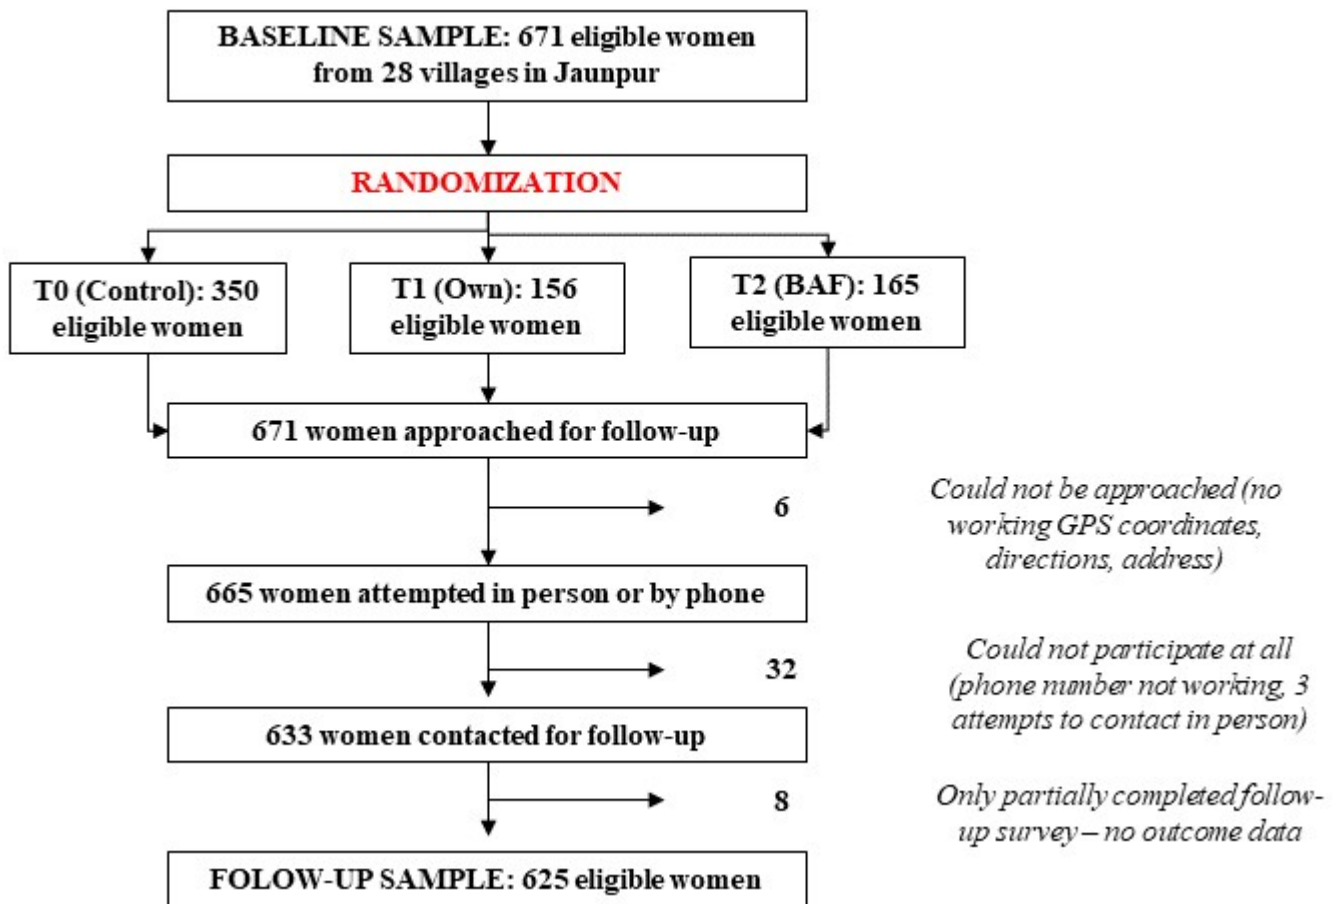 BASELINE SAMPLE: 671 eligible women
from 28 villages in Jaunpur
RANDOMIZATION
T0 (Control): 350
eligible women
T1 (Own): 156
eligible women
T2 (BAF): 165
eligible women
671 women approached for follow-up
6
Could not be approached (no
working GPS coordinates,
directions, address)
665 women attempted in person or by phone
32
Could not participate at all
(phone number not working, 3
attempts to contact in person)
633 women contacted for follow-up
8
Only partially completed follow-
up survey – no outcome data
FOLOW-UP SAMPLE: 625 eligible women